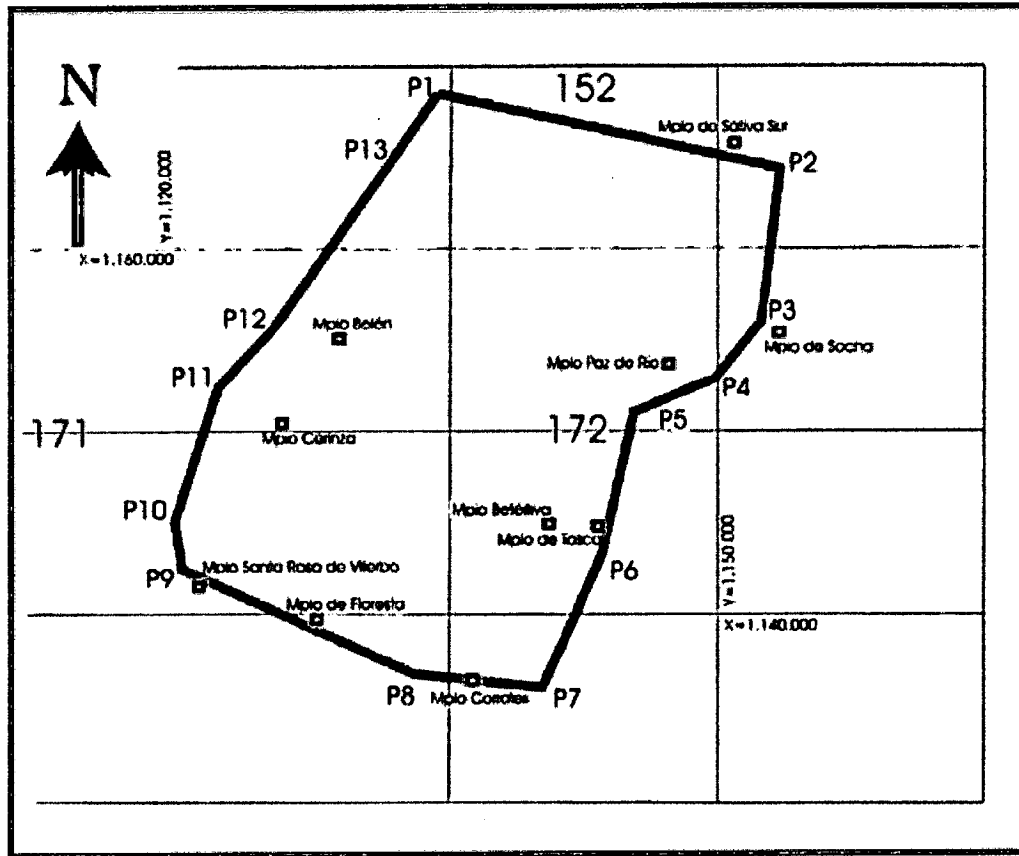 P1
152
N
Mpio de Sátiva Sur
P13
P2
Y=1,120.000
X=1,160.000
P3
P12
Mpio Belén
Mpio de Socha
Mpio Paz de Rio
P4
P11
P5
171
172
Mpio Cerinza
P10
Mpio Betéitiva
Mpio de Tasco
P6
Y=1,150.000
Mpio Santa Rosa de Viterbo
P9
Mpio de Floresta
X=1,140.000
P8
P7
Mpio Corrales